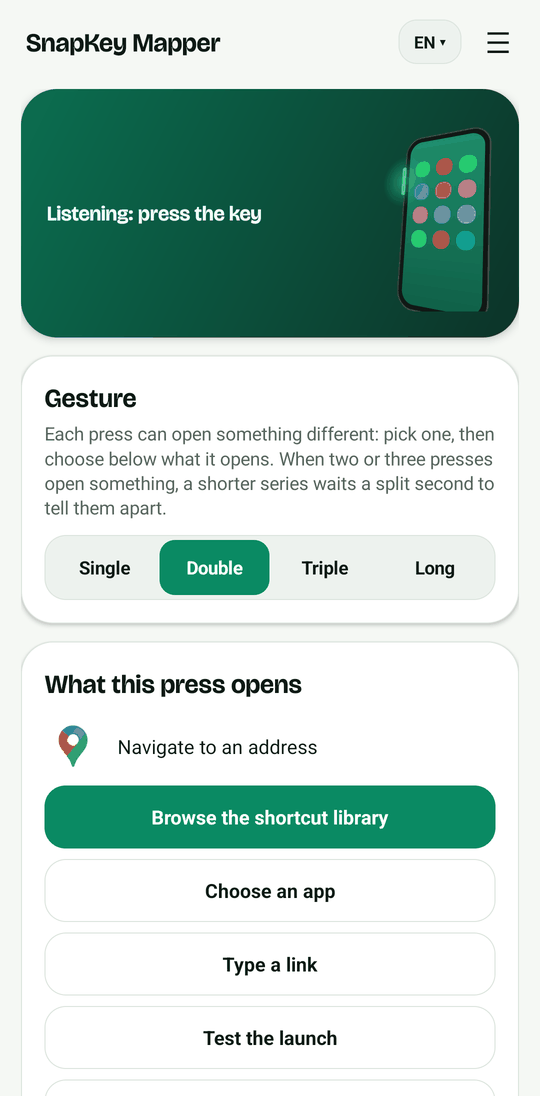 SnapKey Mapper
EN ▾
Listening: press the key
Gesture
Each press can open something different: pick one, then
choose below what it opens. When two or three presses
open something, a shorter series waits a split second to
tell them apart.
Single Double Triple Long
What this press opens
Navigate to an address
Browse the shortcut library
Choose an app
Type a link
Test the launch